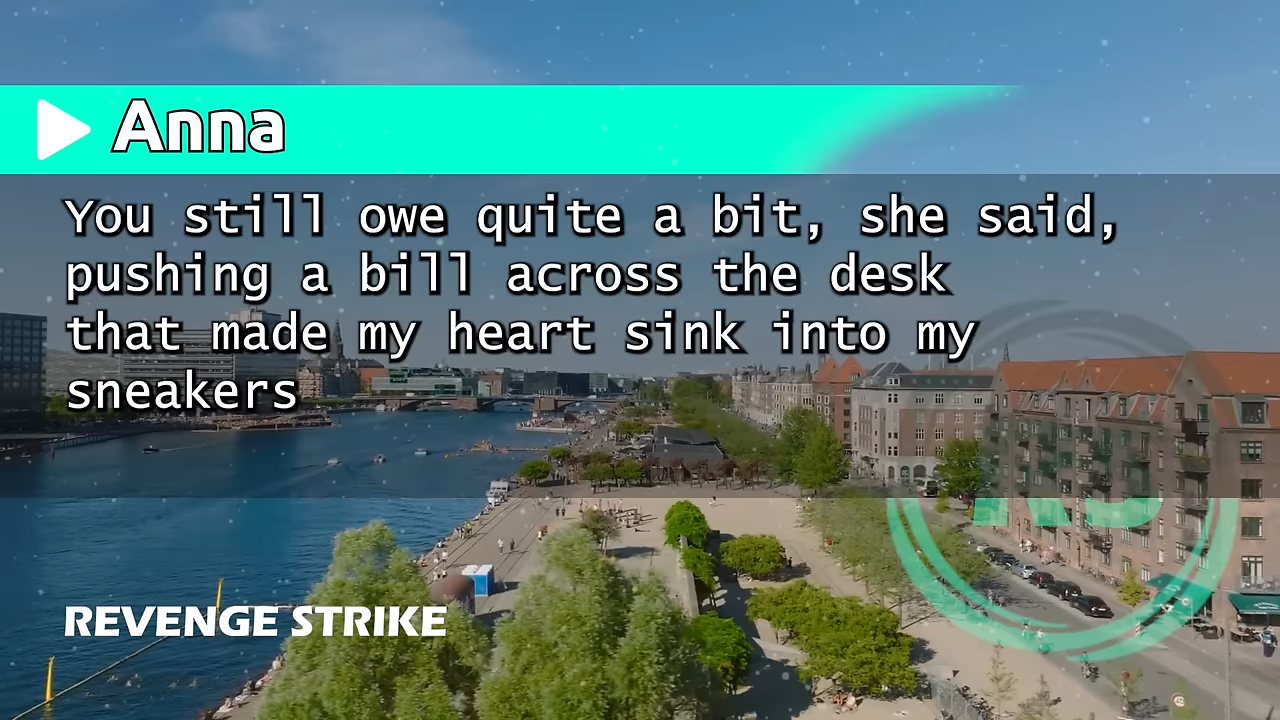 Anna
You still owe quite a bit, she said,
pushing a bill across the desk
that made my heart sink into my
sneakers
REVENGE STRIKE